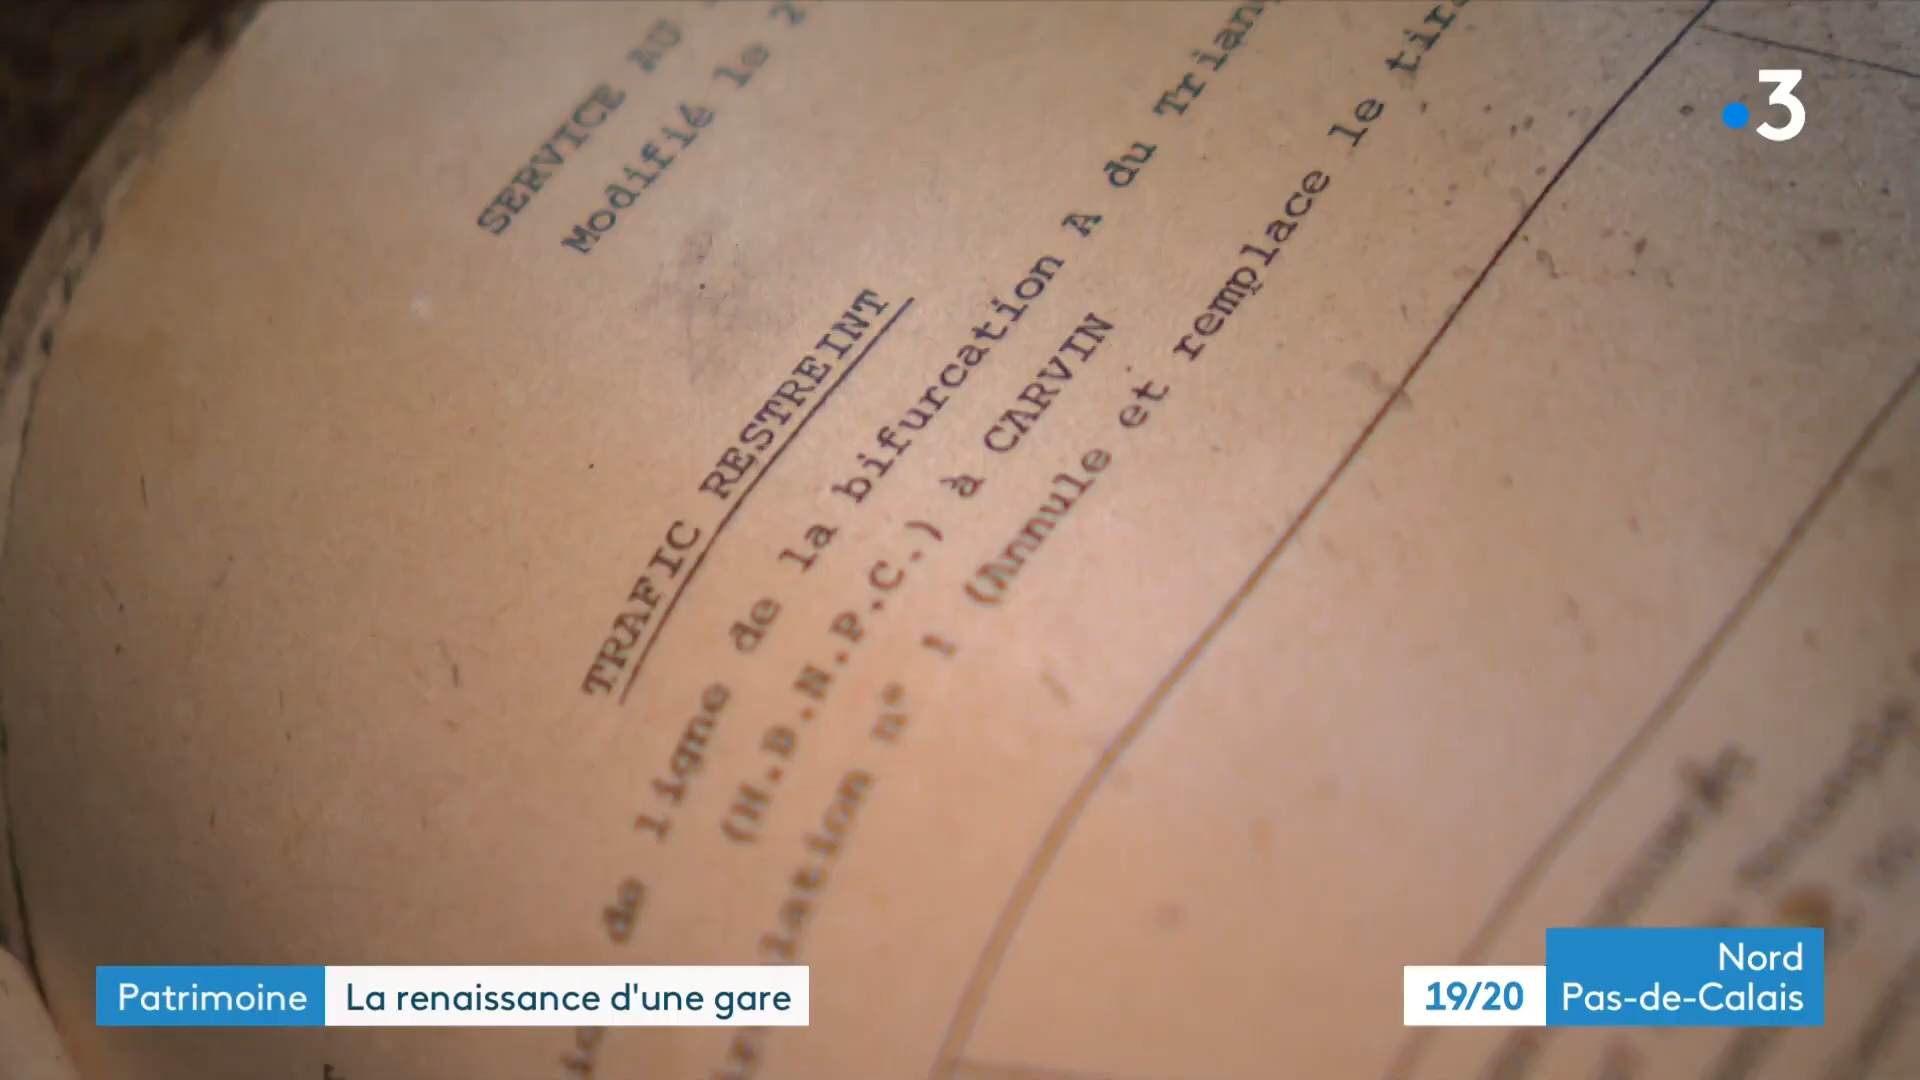 3
SERVICE AU
Modifié le 2
TRAFIC RESTREINT
de ligne de la bifurcation A du Trian
(H.B.N.P.C.) à CARVIN
lation n° 1 (Annule et remplace le tir
Patrimoine La renaissance d'une gare
19/20 Nord
Pas-de-Calais